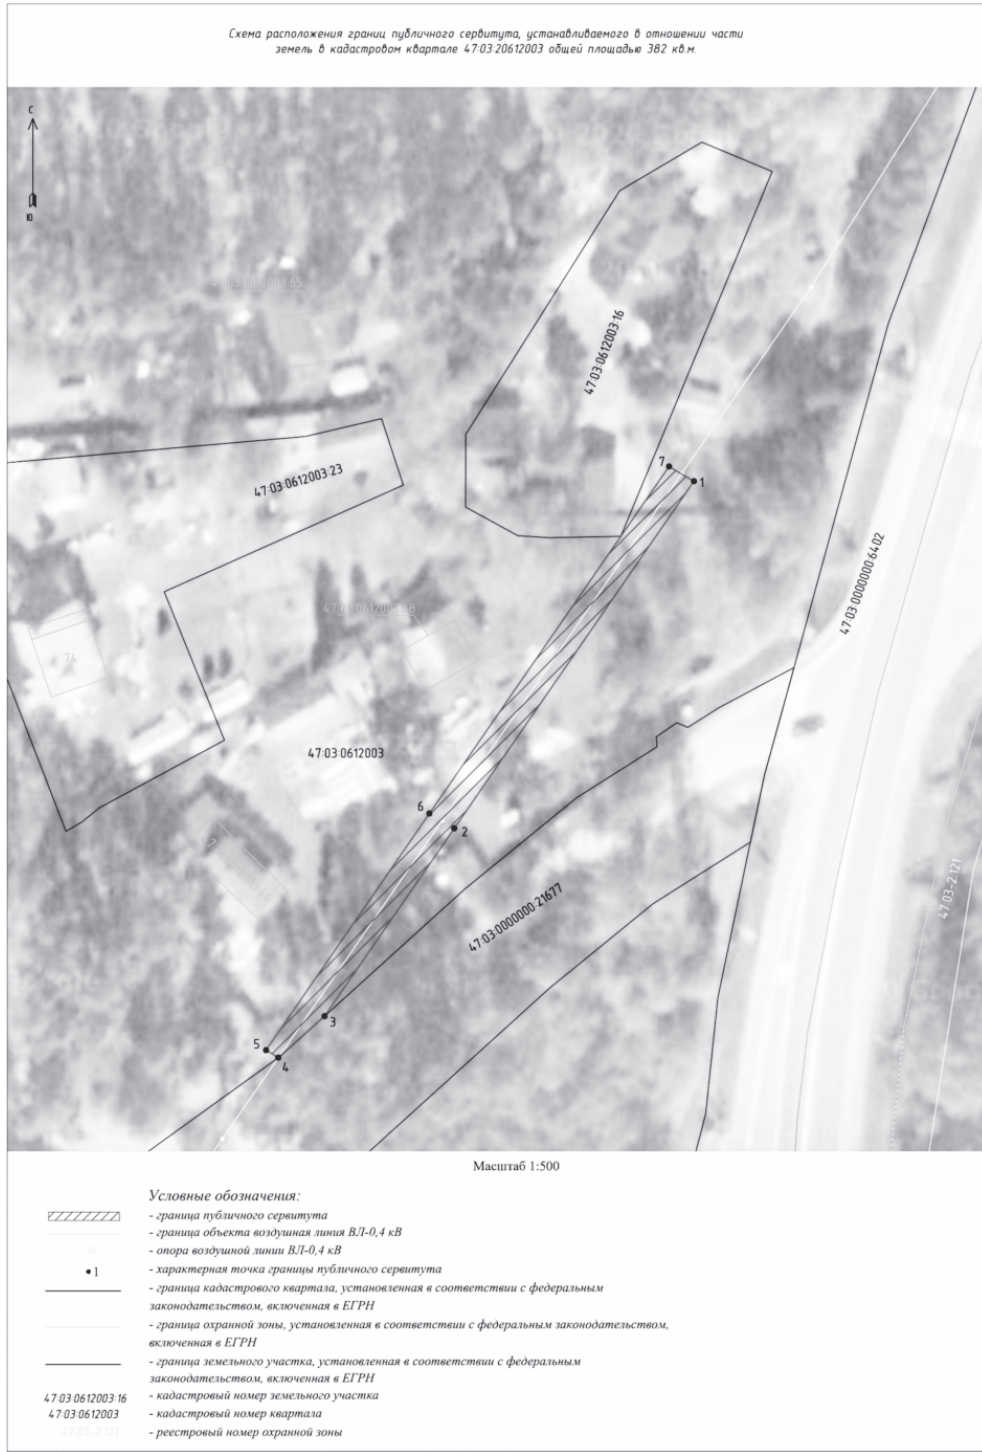 Схема расположения границ публичного сервитута, устанавливаемого в отношении части
земель в кадастровом квартале 47:03:20612003 общей площадью 382 кв.м.
С
Ю
47:03:0612003:65
47:03:0612003:16
7
1
47:03:0612003:23
47:03:0000000:6402
74
47:03:0612003
6
2
47:03:0000000:21677
47:03-2.121
3
5
4
Масштаб 1:500
Условные обозначения:
- граница публичного сервитута
- граница объекта воздушная линия ВЛ-0,4 кВ
- опора воздушной линии ВЛ-0,4 кВ
1 - характерная точка границы публичного сервитута
- граница кадастрового квартала, установленная в соответствии с федеральным
законодательством, включенная в ЕГРН
- граница охранной зоны, установленная в соответствии с федеральным законодательством,
включенная в ЕГРН
- граница земельного участка, установленная в соответствии с федеральным
законодательством, включенная в ЕГРН
47:03:0612003:16 - кадастровый номер земельного участка
47:03:0612003 - кадастровый номер квартала
47:03-2.121 - реестровый номер охранной зоны